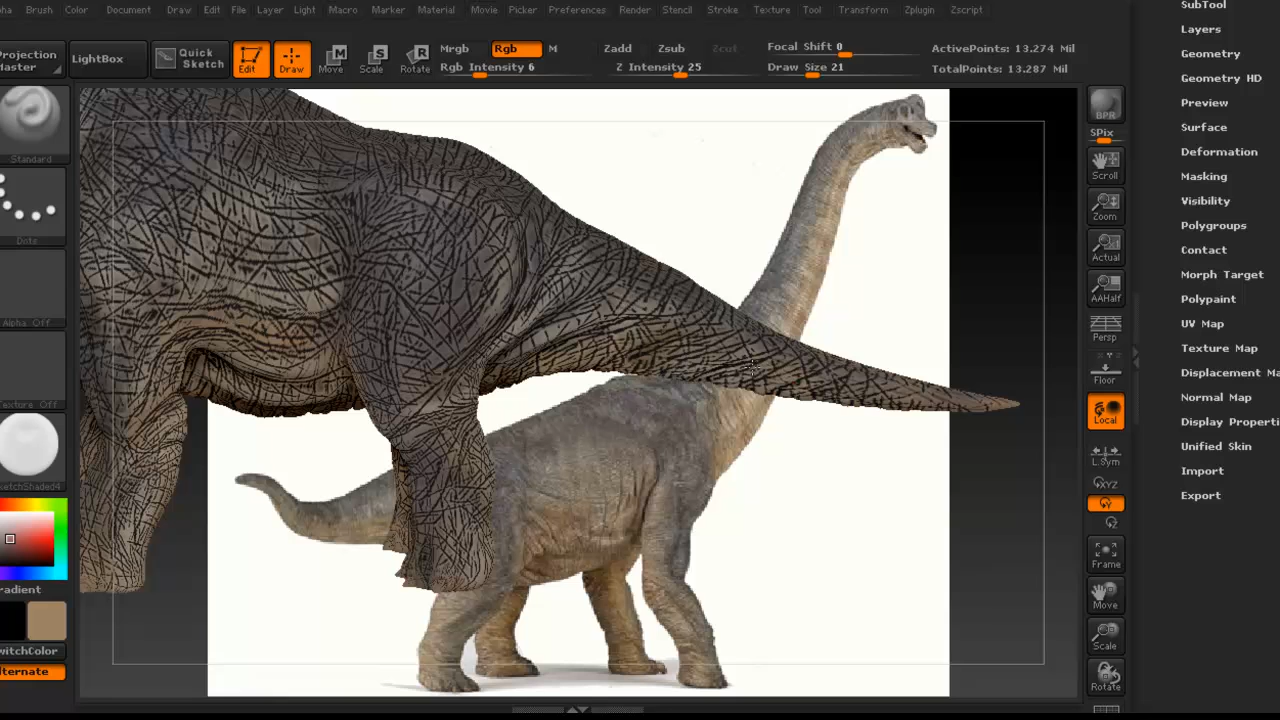 ha Brush Color Document Draw Edit File Layer Light Macro Marker Material Movie Picker Preferences Render Stencil Stroke Texture Tool Transform Zplugin Zscript
Projection
Master
LightBox
Quick
Sketch
Edit
Draw
Move
Scale
Rotate
Mrgb
Rgb
M
Rgb Intensity 6
Zadd
Zsub
Zcut
Z Intensity 25
Focal Shift 0
Draw Size 21
ActivePoints: 13.274 Mil
TotalPoints: 13.287 Mil
Standard
Dots
Alpha Off
Texture Off
ketchShaded4
radient
witchColor
lternate
BPR
SPix
Scroll
Zoom
Actual
AAHalf
Persp
Floor
Local
L.Sym
XYZ
Y
Z
Frame
Move
Scale
Rotate
SubTool
Layers
Geometry
Geometry HD
Preview
Surface
Deformation
Masking
Visibility
Polygroups
Contact
Morph Target
Polypaint
UV Map
Texture Map
Displacement Ma
Normal Map
Display Properti
Unified Skin
Import
Export